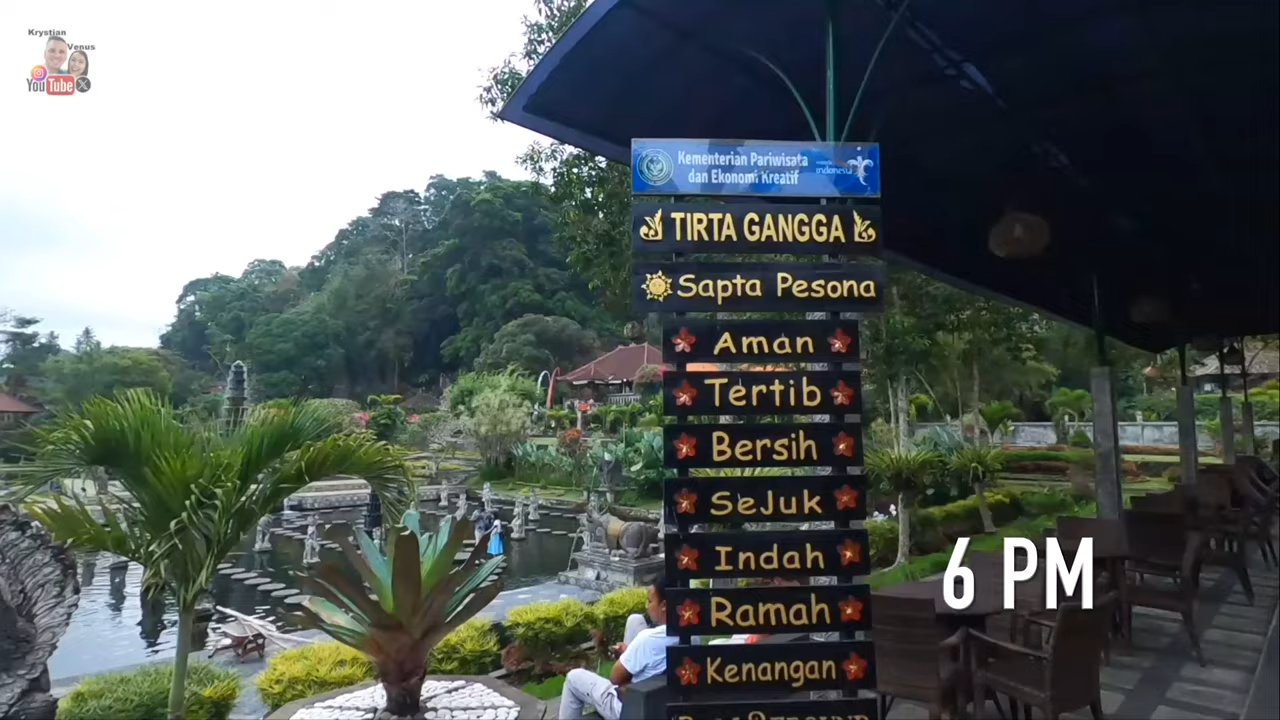 Krystian
Venus
YouTube
Kementerian Pariwisata
dan Ekonomi Kreatif
indonesia
TIRTA GANGGA
Sapta Pesona
Aman
Tertib
Bersih
SeJuk
Indah
Ramah
Kenangan
6 PM